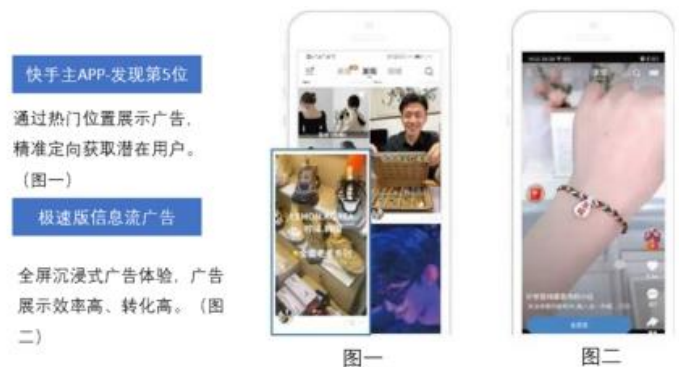 快手主APP-发现第5位
通过热门位置展示广告，
精准定向获取潜在用户。
（图一）
极速版信息流广告
全屏沉浸式广告体验，广告
展示效率高、转化高。（图
二）
发现
图一
图二